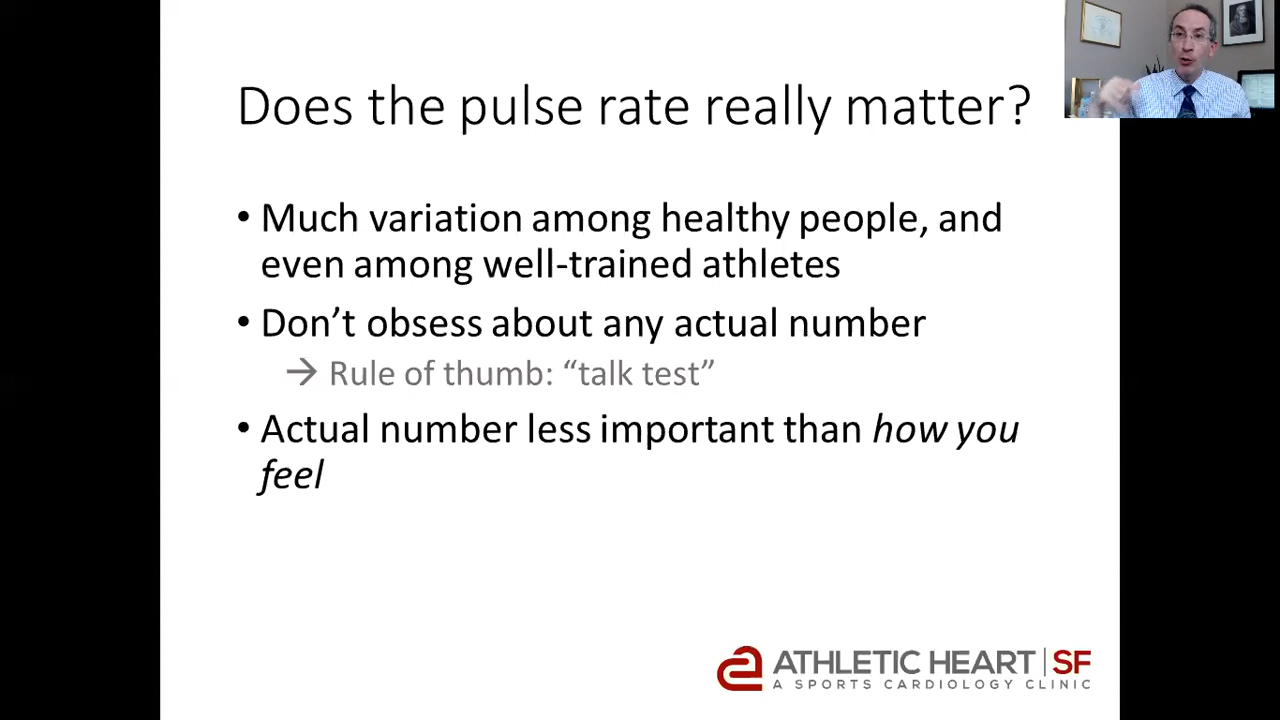 Does the pulse rate really matter?
• Much variation among healthy people, and
even among well-trained athletes
• Don’t obsess about any actual number
→ Rule of thumb: “talk test”
• Actual number less important than how you
feel
ATHLETIC HEART | SF
A SPORTS CARDIOLOGY CLINIC